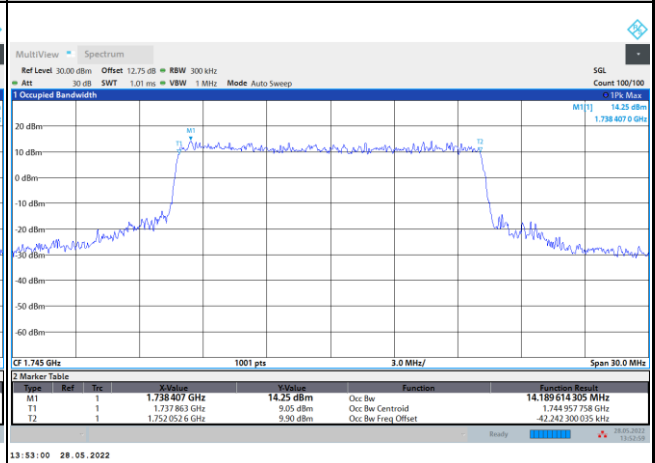 MultiView Spectrum
Ref Level 30.00 dBm Offset 12.75 dB RBW 300 kHz SGL
Att 30 dB SWT 1.01 ms VBW 1 MHz Mode Auto Sweep Count 100/100
1 Occupied Bandwidth 1Pk Max
M1[1] 14.25 dBm
1.738 407 0 GHz
20 dBm
M1
T1
T2
10 dBm
0 dBm
-10 dBm
-20 dBm
-30 dBm
-40 dBm
-50 dBm
-60 dBm
CF 1.745 GHz 1001 pts 3.0 MHz/ Span 30.0 MHz
2 Marker Table
Type Ref Trc X-Value Y-Value Function Function Result
M1 1 1.738 407 GHz 14.25 dBm Occ Bw 14.189 614 305 MHz
T1 1 1.737 863 GHz 9.05 dBm Occ Bw Centroid 1.744 957 758 GHz
T2 1 1.752 052 6 GHz 9.90 dBm Occ Bw Freq Offset -42.242 300 035 kHz
Ready 28.05.2022
13:52:59
13:53:00 28.05.2022